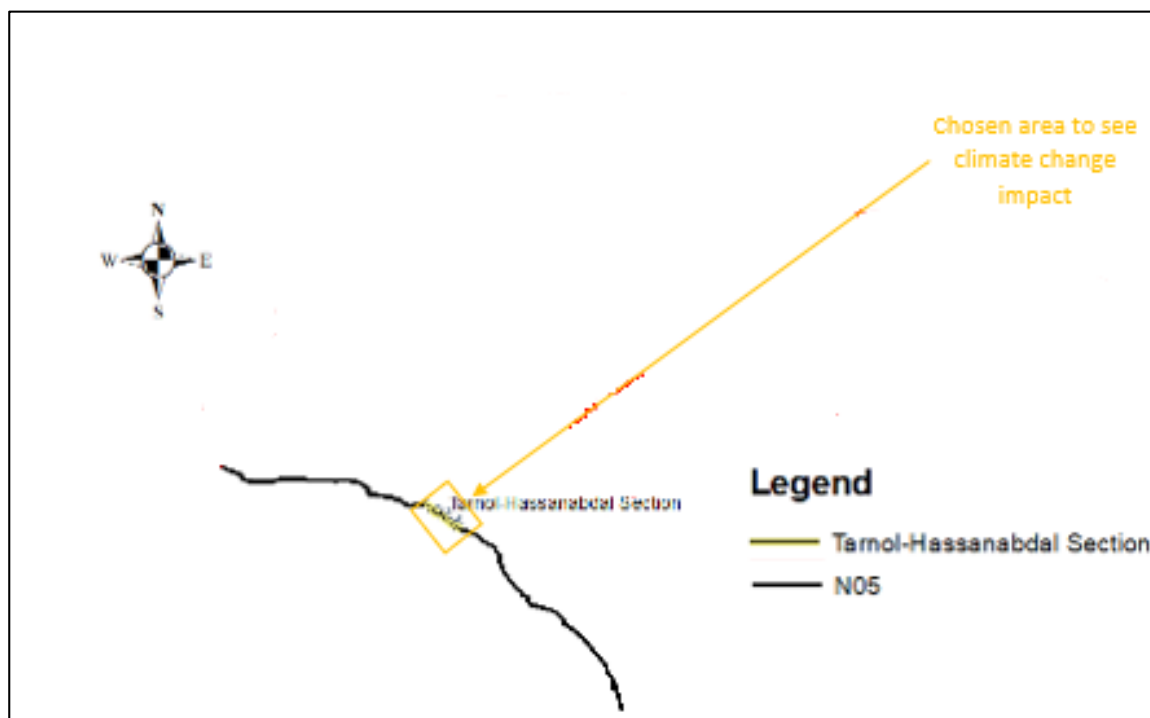 Chosen area to see
climate change
impact
N
W E
S
Tarnol-Hassanabdal Section
Legend
Tarnol-Hassanabdal Section
N05